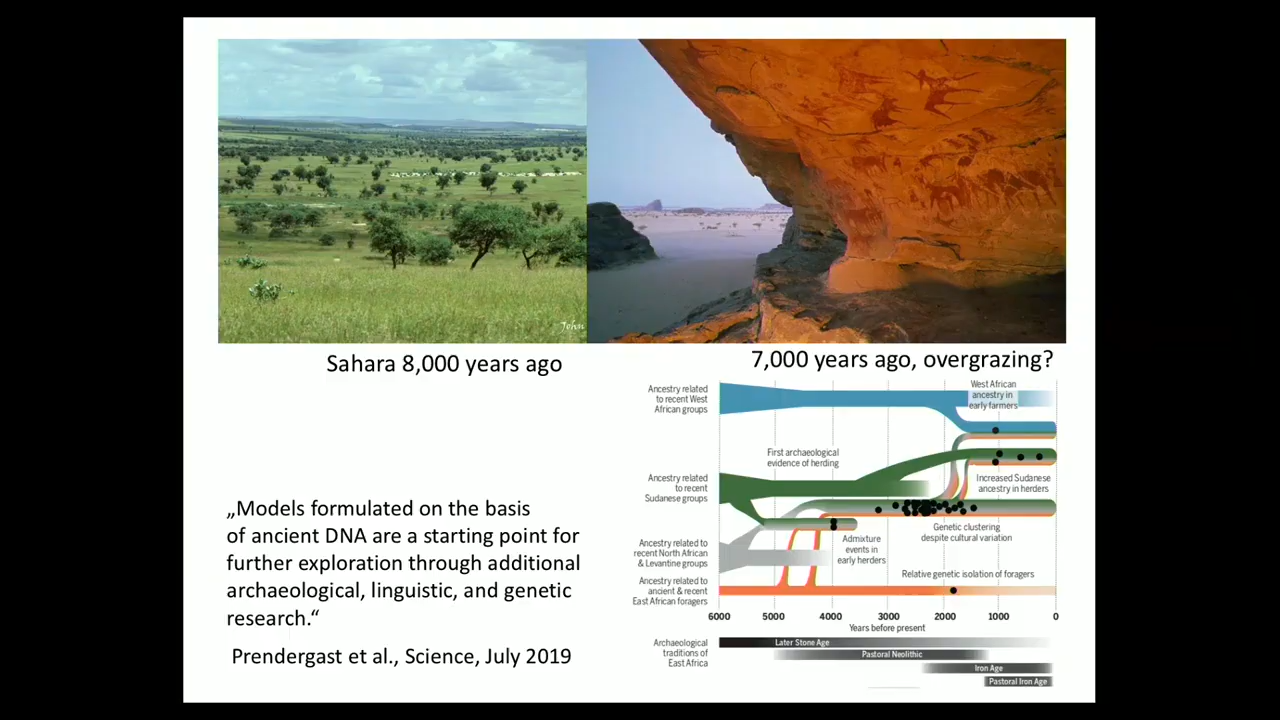 John
Sahara 8,000 years ago
7,000 years ago, overgrazing?
„Models formulated on the basis
of ancient DNA are a starting point for
further exploration through additional
archaeological, linguistic, and genetic
research.“
Prendergast et al., Science, July 2019
Ancestry related
to recent West
African groups
West African
ancestry in
early farmers
First archaeological
evidence of herding
Ancestry related
to recent
Sudanese groups
Increased Sudanese
ancestry in herders
Genetic clustering
despite cultural variation
Admixture
events in
early herders
Ancestry related to
recent North African
& Levantine groups
Relative genetic isolation of foragers
Ancestry related to
ancient & recent
East African foragers
6000 5000 4000 3000 2000 1000 0
Years before present
Archaeological
traditions of
East Africa
Later Stone Age
Pastoral Neolithic
Iron Age
Pastoral Iron Age